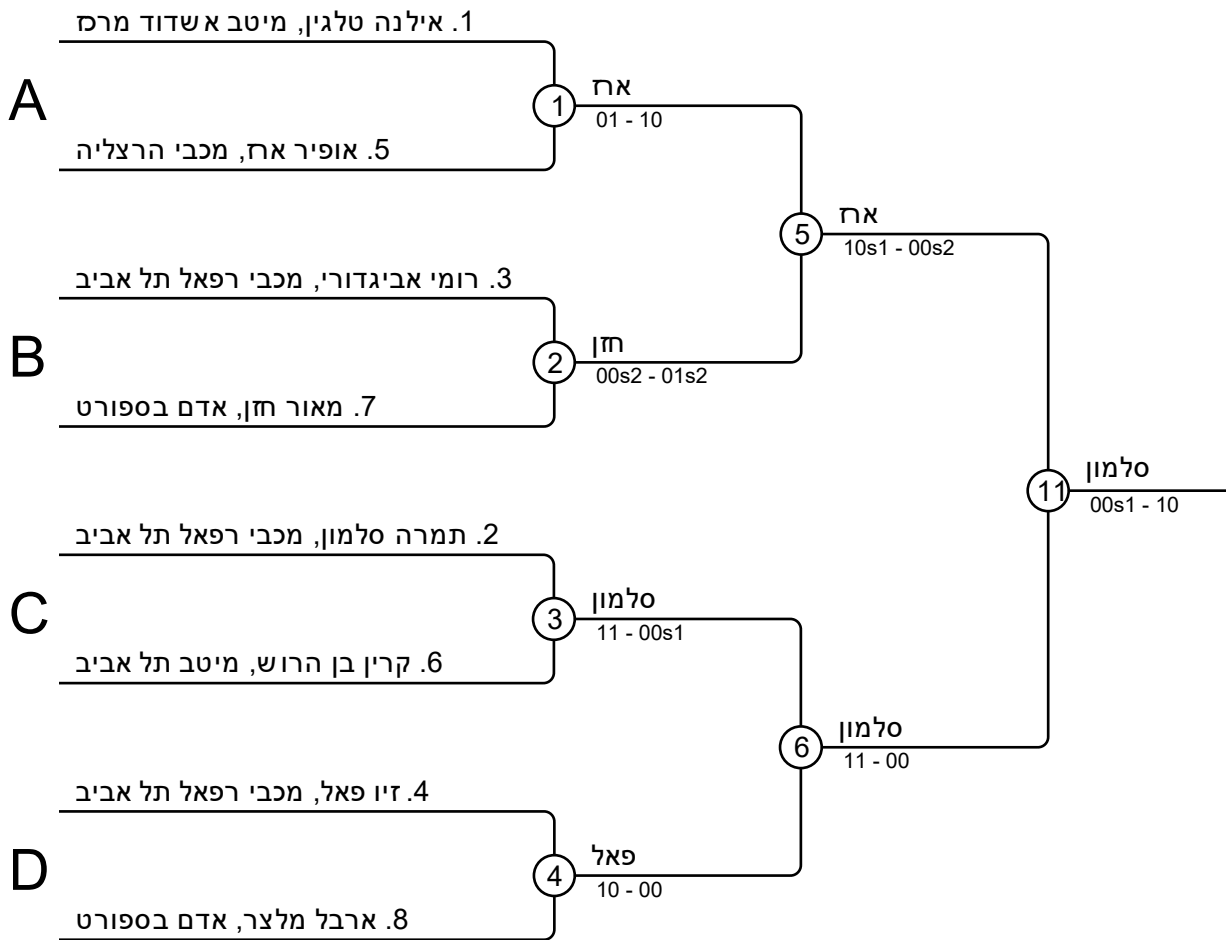 1. אילנה טלגין, מיטב אשדוד מרכז
A
1
ארז
01 - 10
5. אופיר ארז, מכבי הרצליה
5
ארז
10s1 - 00s2
3. רומי אביגדורי, מכבי רפאל תל אביב
B
2
חזן
00s2 - 01s2
7. מאור חזן, אדם בספורט
11
סלמון
00s1 - 10
2. תמרה סלמון, מכבי רפאל תל אביב
C
3
סלמון
11 - 00s1
6. קרין בן הרוש, מיטב תל אביב
6
סלמון
11 - 00
4. זיו פאל, מכבי רפאל תל אביב
D
4
פאל
10 - 00
8. ארבל מלצר, אדם בספורט